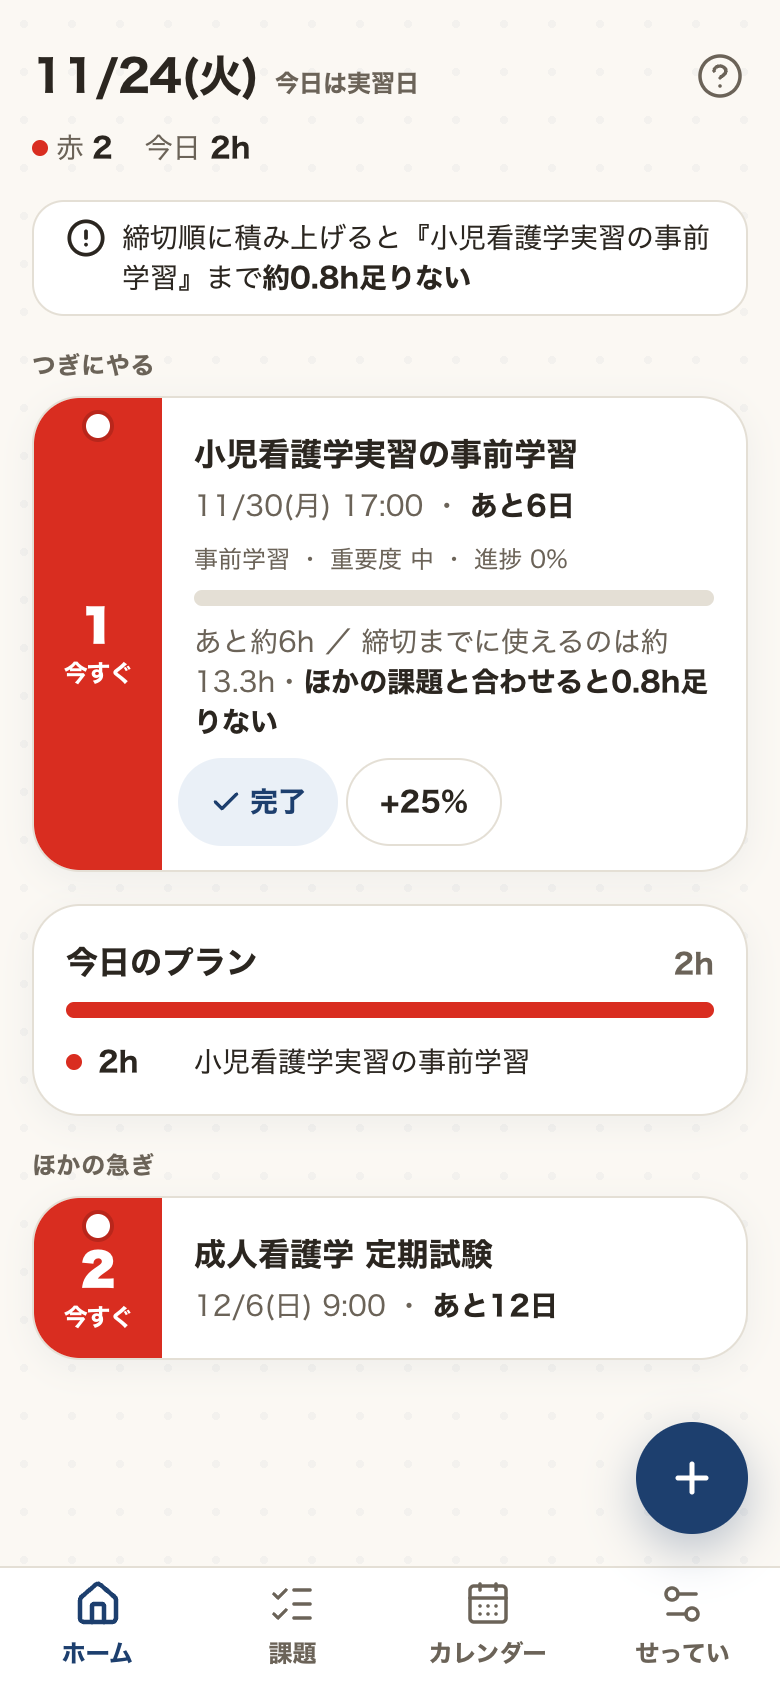 11/24(火) 今日は実習日
赤 2 今日 2h
締切順に積み上げると『小児看護学実習の事前
学習』まで約0.8h足りない
つぎにやる
小児看護学実習の事前学習
11/30(月) 17:00 ・ あと6日
事前学習 ・ 重要度 中 ・ 進捗 0%
1
今すぐ
あと約6h ／ 締切までに使えるのは約
13.3h・ほかの課題と合わせると0.8h足
りない
完了
+25%
今日のプラン 2h
2h 小児看護学実習の事前学習
ほかの急ぎ
2
今すぐ
成人看護学 定期試験
12/6(日) 9:00 ・ あと12日
ホーム 課題 カレンダー せってい